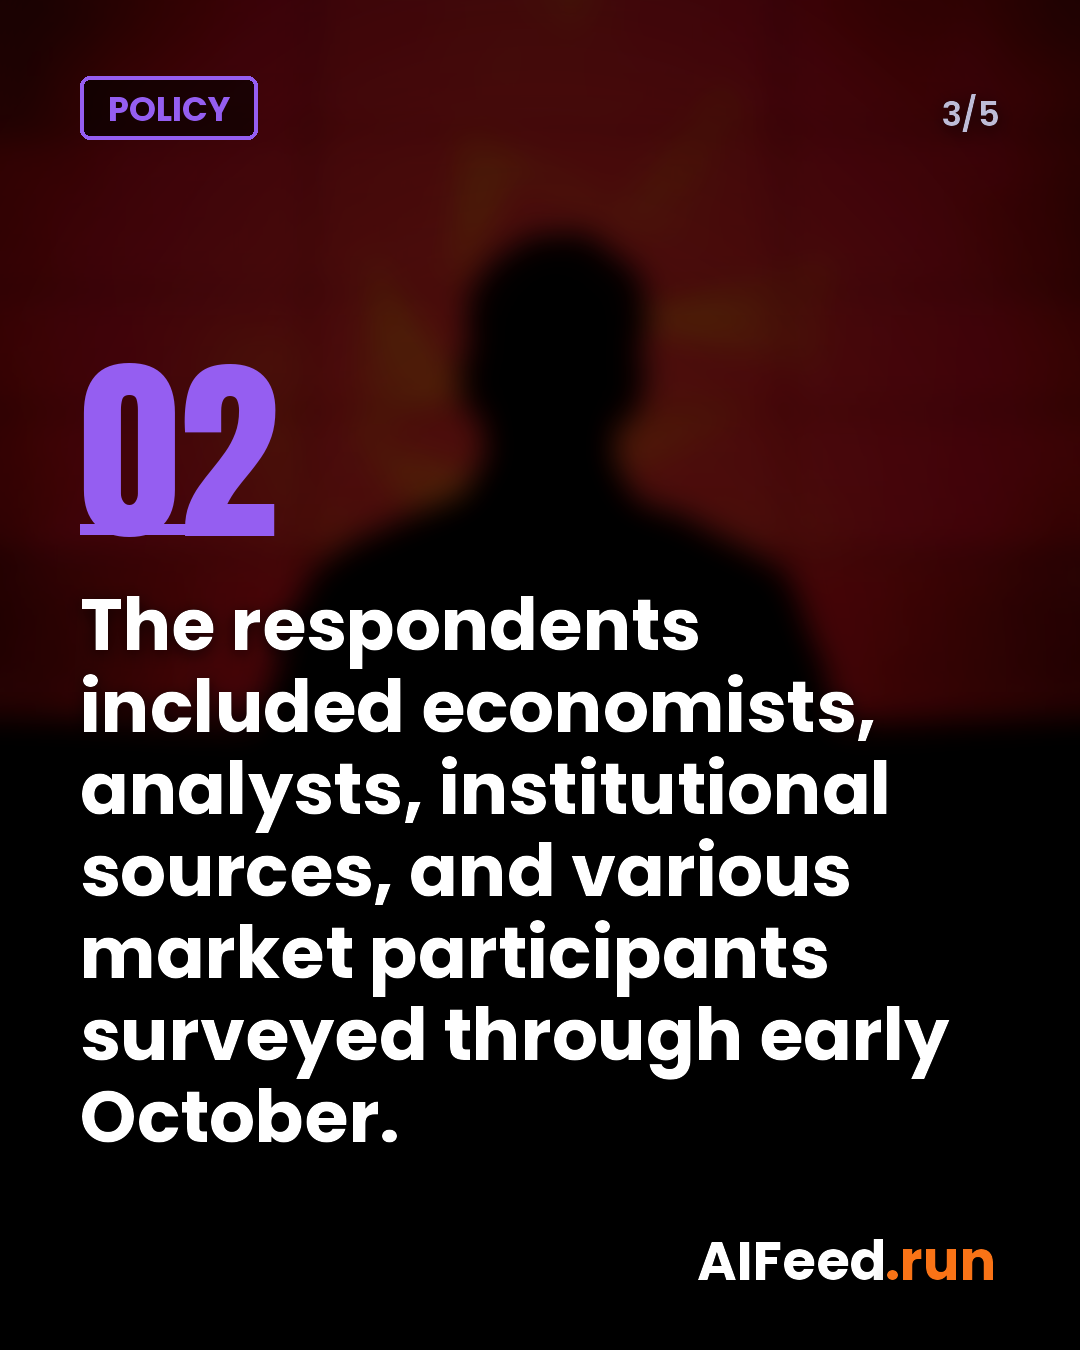 POLICY
3/5
02
The respondents
included economists,
analysts, institutional
sources, and various
market participants
surveyed through early
October.
AIFeed.run